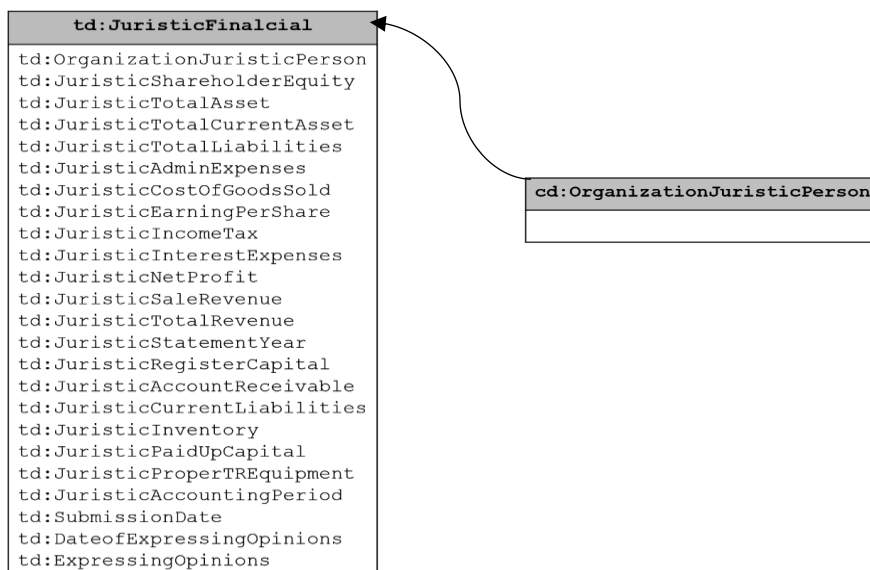 td:JuristicFinalcial
td:OrganizationJuristicPerson
td:JuristicShareholderEquity
td:JuristicTotalAsset
td:JuristicTotalCurrentAsset
td:JuristicTotalLiabilities
td:JuristicAdminExpenses
td:JuristicCostOfGoodsSold
td:JuristicEarningPerShare
td:JuristicIncomeTax
td:JuristicInterestExpenses
td:JuristicNetProfit
td:JuristicSaleRevenue
td:JuristicTotalRevenue
td:JuristicStatementYear
td:JuristicRegisterCapital
td:JuristicAccountReceivable
td:JuristicCurrentLiabilities
td:JuristicInventory
td:JuristicPaidUpCapital
td:JuristicProperTREquipment
td:JuristicAccountingPeriod
td:SubmissionDate
td:DateofExpressingOpinions
td:ExpressingOpinions
cd:OrganizationJuristicPerson